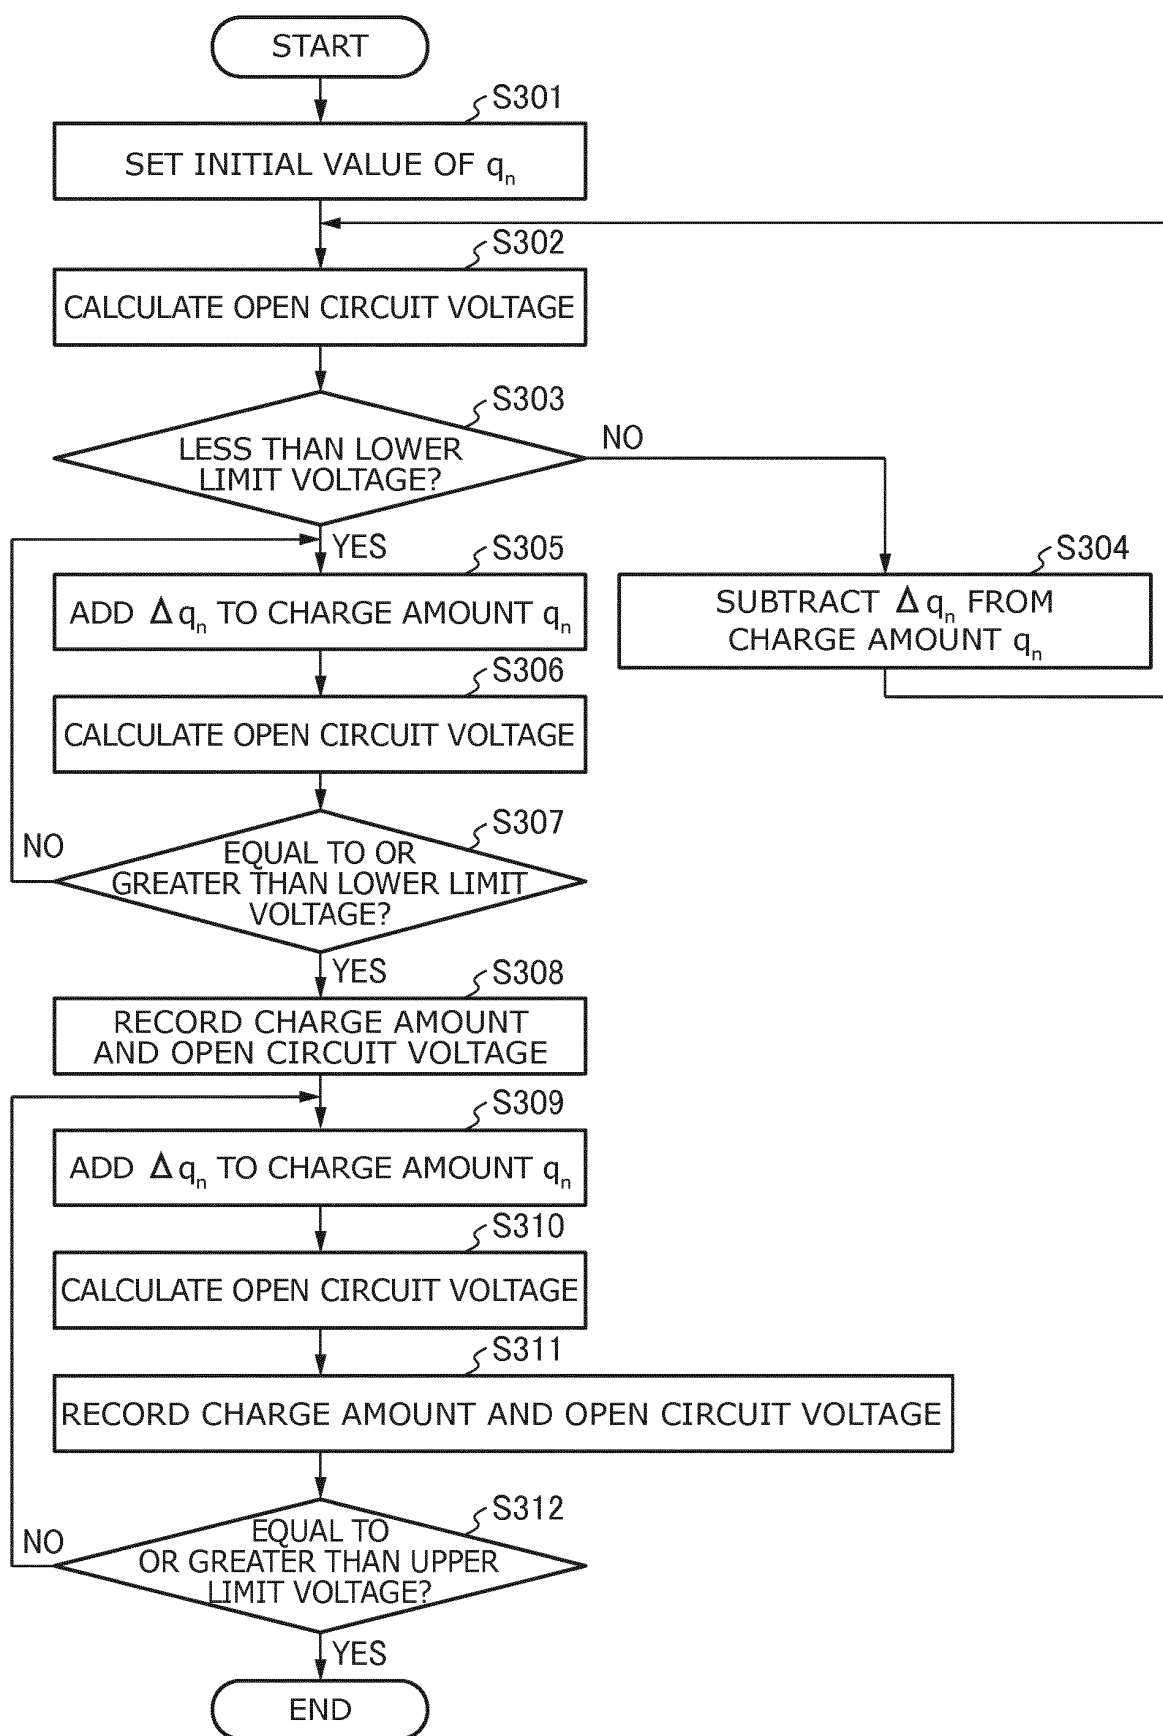 START
S301
SET INITIAL VALUE OF qn
S302
CALCULATE OPEN CIRCUIT VOLTAGE
S303
LESS THAN LOWER
LIMIT VOLTAGE?
NO
YES
S304
SUBTRACT Δqn FROM
CHARGE AMOUNT qn
S305
ADD Δqn TO CHARGE AMOUNT qn
S306
CALCULATE OPEN CIRCUIT VOLTAGE
S307
EQUAL TO OR
GREATER THAN LOWER LIMIT
VOLTAGE?
NO
YES
S308
RECORD CHARGE AMOUNT
AND OPEN CIRCUIT VOLTAGE
S309
ADD Δqn TO CHARGE AMOUNT qn
S310
CALCULATE OPEN CIRCUIT VOLTAGE
S311
RECORD CHARGE AMOUNT AND OPEN CIRCUIT VOLTAGE
S312
EQUAL TO
OR GREATER THAN UPPER
LIMIT VOLTAGE?
NO
YES
END